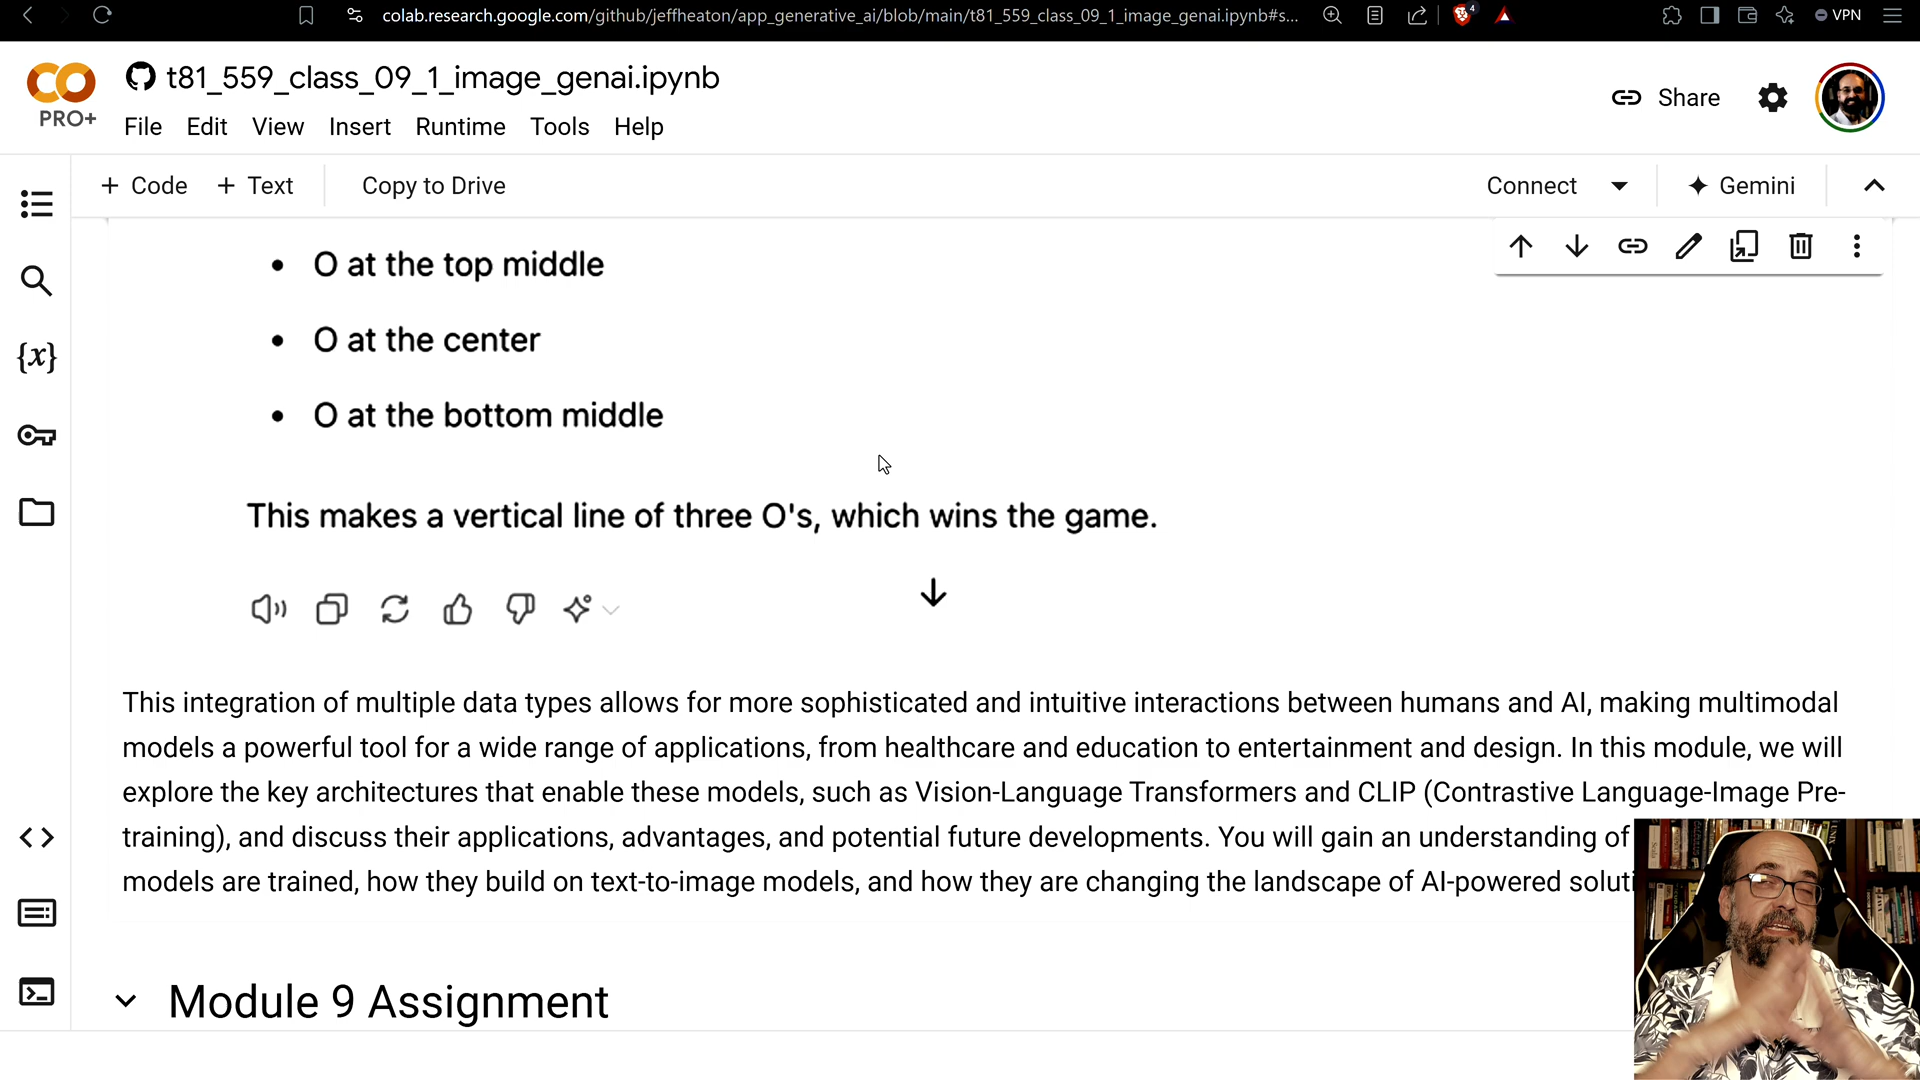 colab.research.google.com/github/jeffheaton/app_generative_ai/blob/main/t81_559_class_09_1_image_genai.ipynb#s...
4
VPN
t81_559_class_09_1_image_genai.ipynb
PRO+
File Edit View Insert Runtime Tools Help
Share
+ Code + Text Copy to Drive
Connect
Gemini
• O at the top middle
• O at the center
• O at the bottom middle
This makes a vertical line of three O's, which wins the game.
This integration of multiple data types allows for more sophisticated and intuitive interactions between humans and AI, making multimodal
models a powerful tool for a wide range of applications, from healthcare and education to entertainment and design. In this module, we will
explore the key architectures that enable these models, such as Vision-Language Transformers and CLIP (Contrastive Language-Image Pre-
training), and discuss their applications, advantages, and potential future developments. You will gain an understanding of
models are trained, how they build on text-to-image models, and how they are changing the landscape of AI-powered soluti
Module 9 Assignment